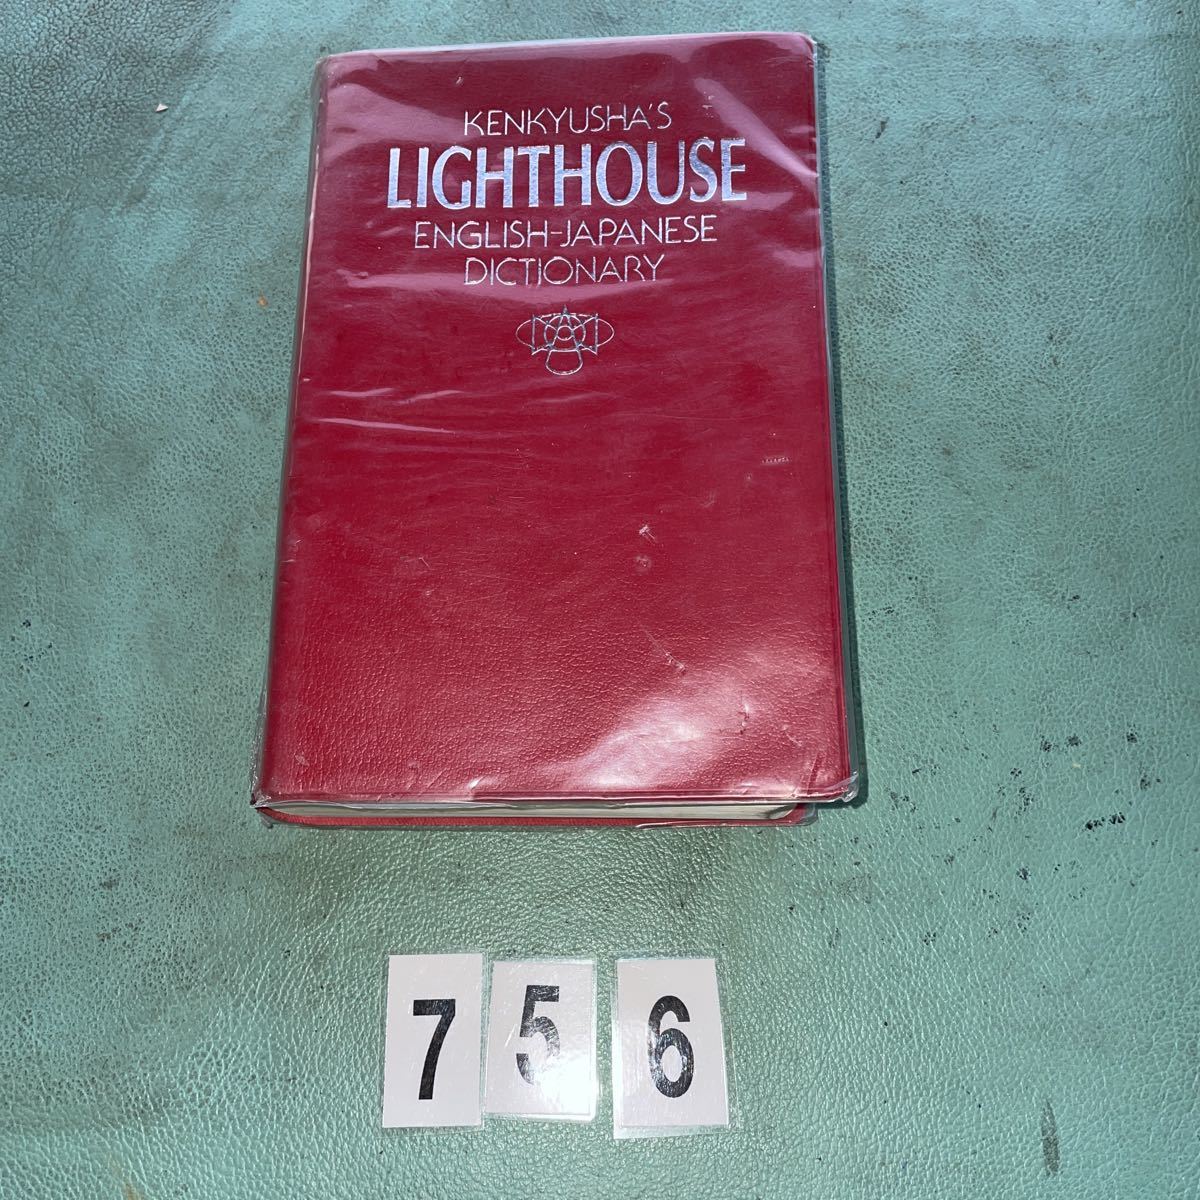 KENKYUSHA'S
LIGHTHOUSE
ENGLISH-JAPANESE
DICTIONARY
7 5 6